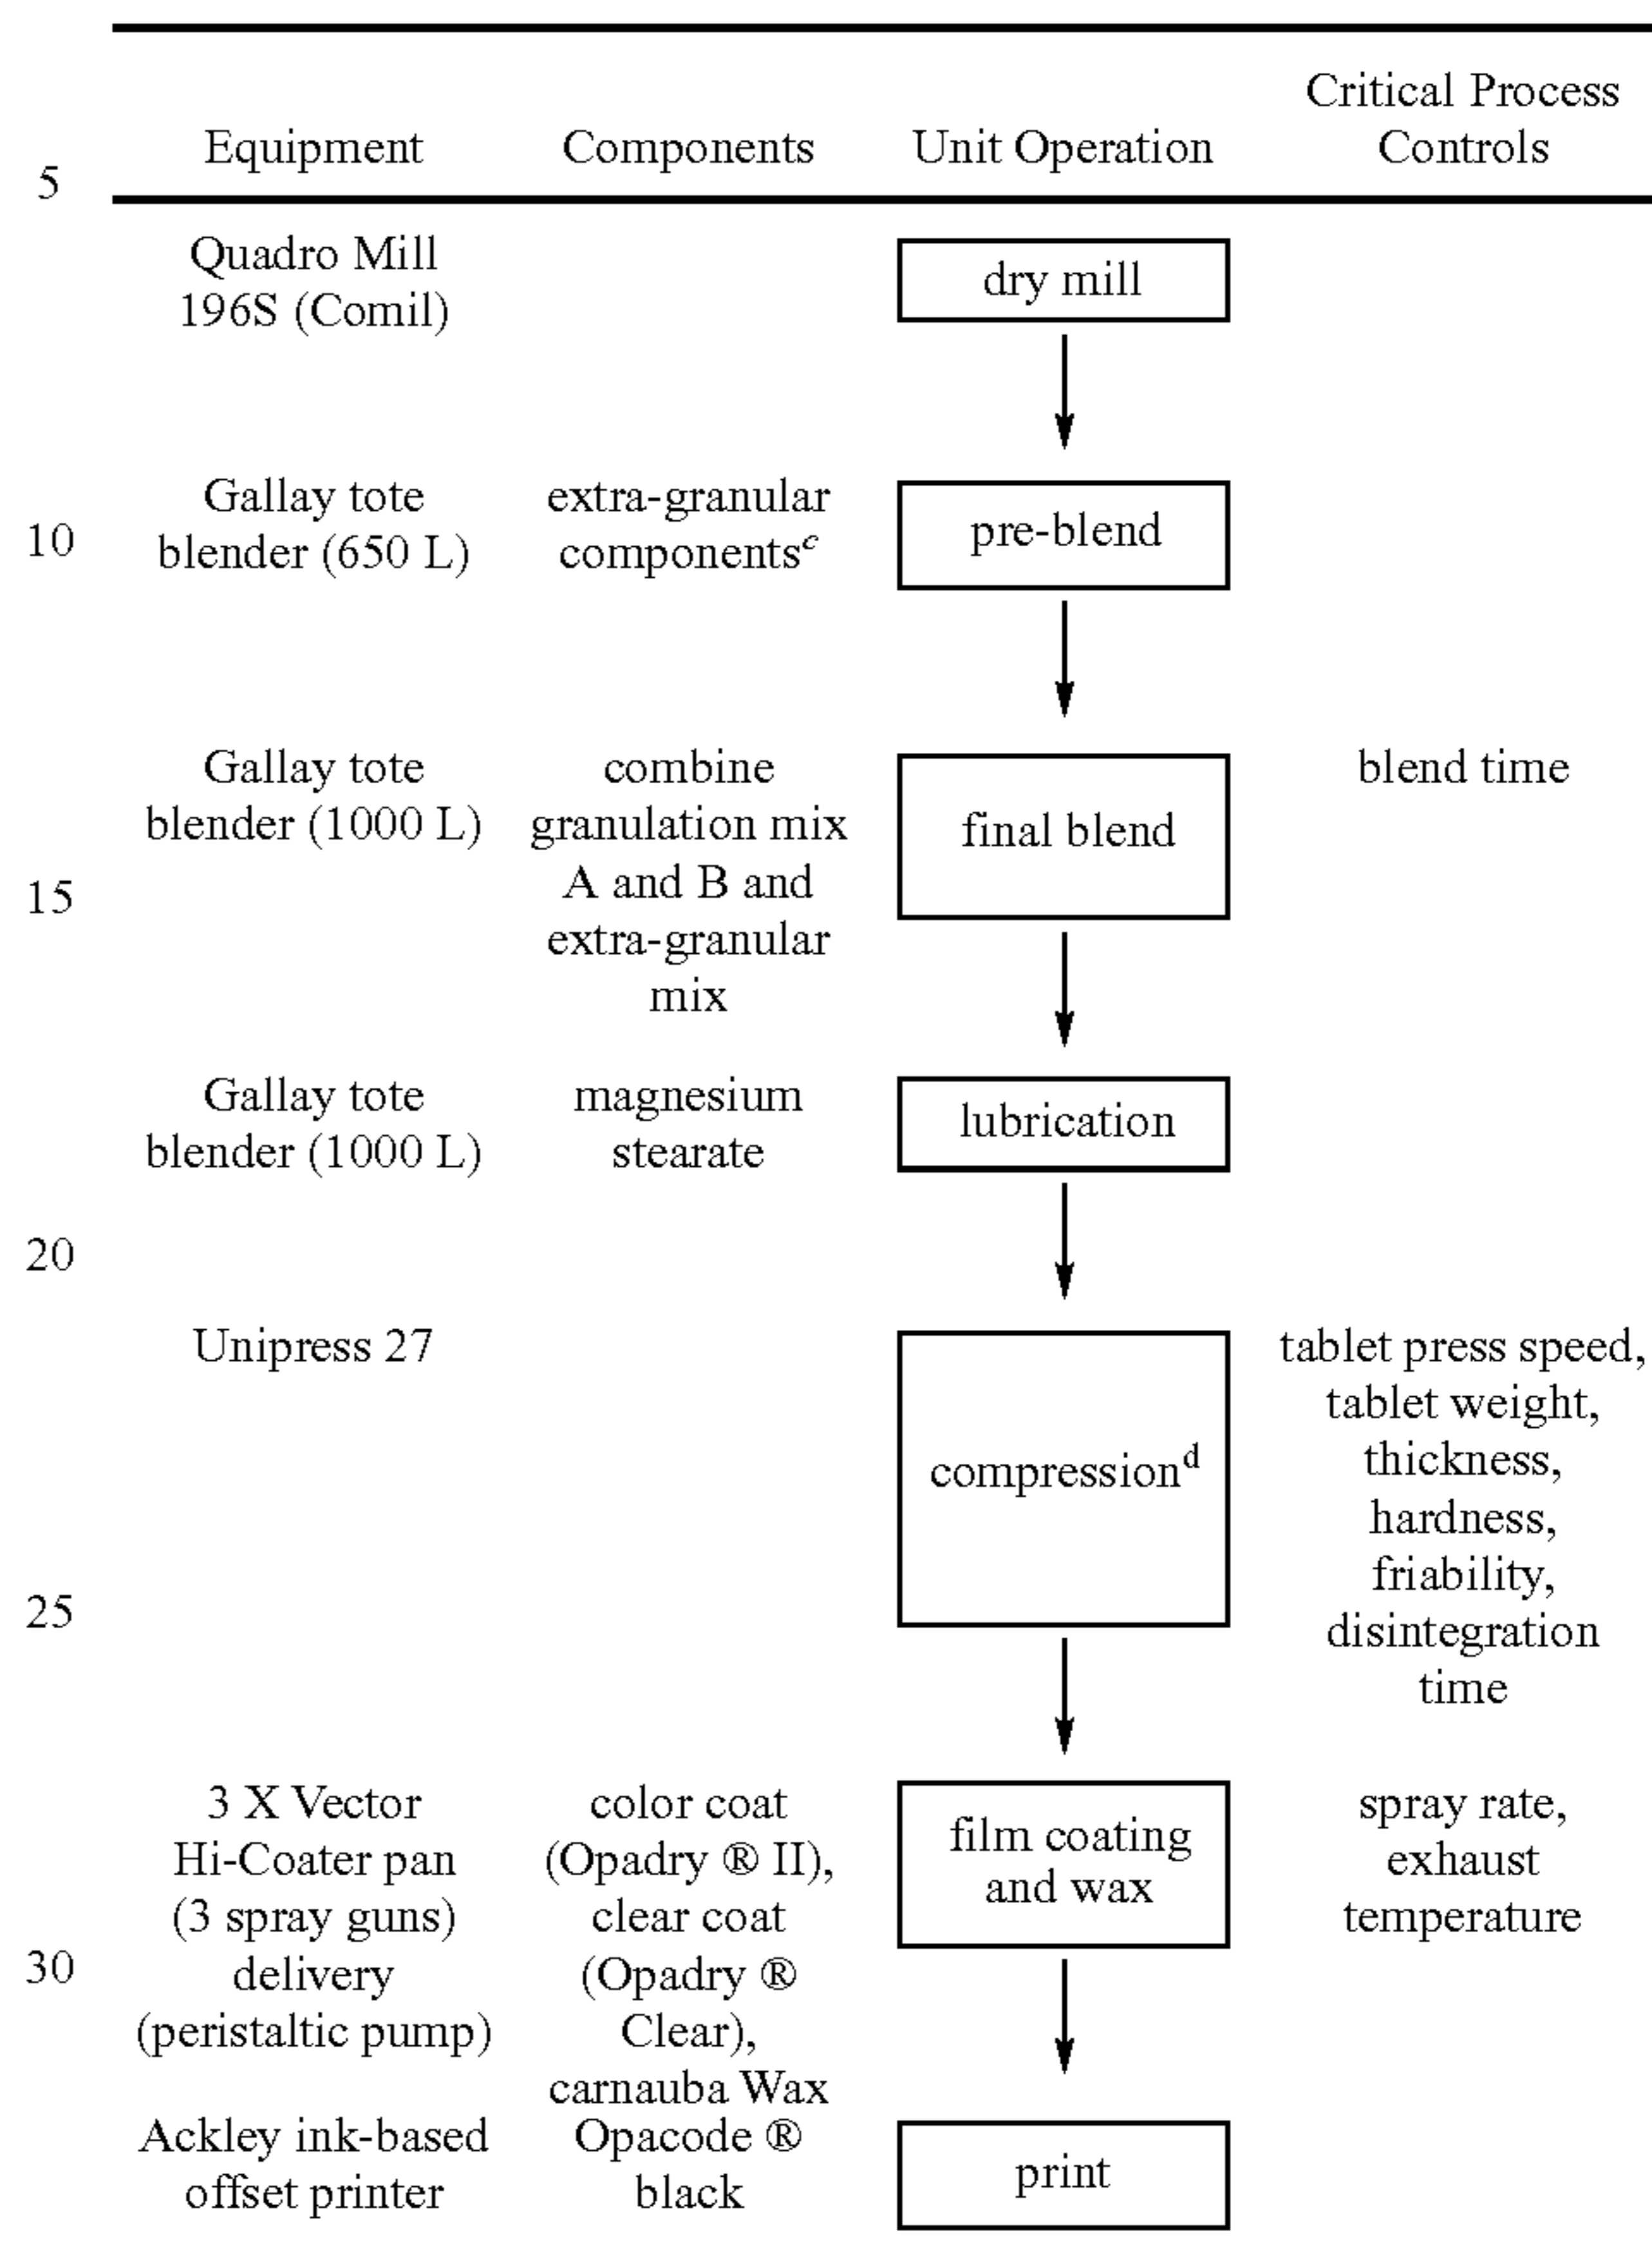 Critical Process
Equipment Components Unit Operation Controls
5
Quadro Mill dry mill
196S (Comil)
Gallay tote extra-granular pre-blend
10 blender (650 L) components^c
Gallay tote combine final blend blend time
blender (1000 L) granulation mix
15 A and B and
extra-granular
mix
Gallay tote magnesium lubrication
blender (1000 L) stearate
20
Unipress 27 compression^d tablet press speed,
tablet weight,
thickness,
hardness,
friability,
25 disintegration
time
3 X Vector color coat film coating spray rate,
Hi-Coater pan (Opadry ® II), and wax exhaust
(3 spray guns) clear coat temperature
30 delivery (Opadry ®
(peristaltic pump) Clear),
carnauba Wax
Ackley ink-based Opacode ® print
offset printer black